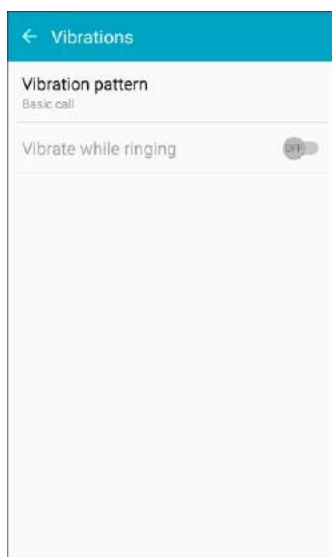 Vibrations
Vibration pattern
Basic call
Vibrate while ringing
OFF